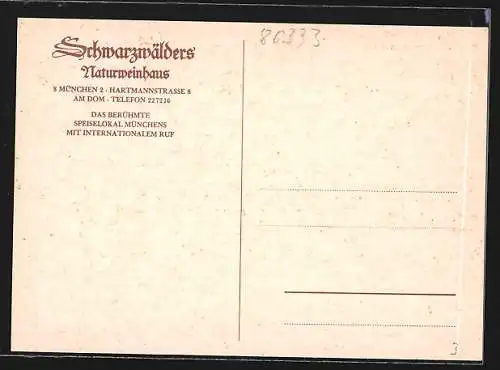 Schwarzwälders
Naturweinhaus
8 MÜNCHEN 2 · HARTMANNSTRASSE 8
AM DOM · TELEFON 227216
DAS BERÜHMTE
SPEISELOKAL MÜNCHENS
MIT INTERNATIONALEM RUF
3